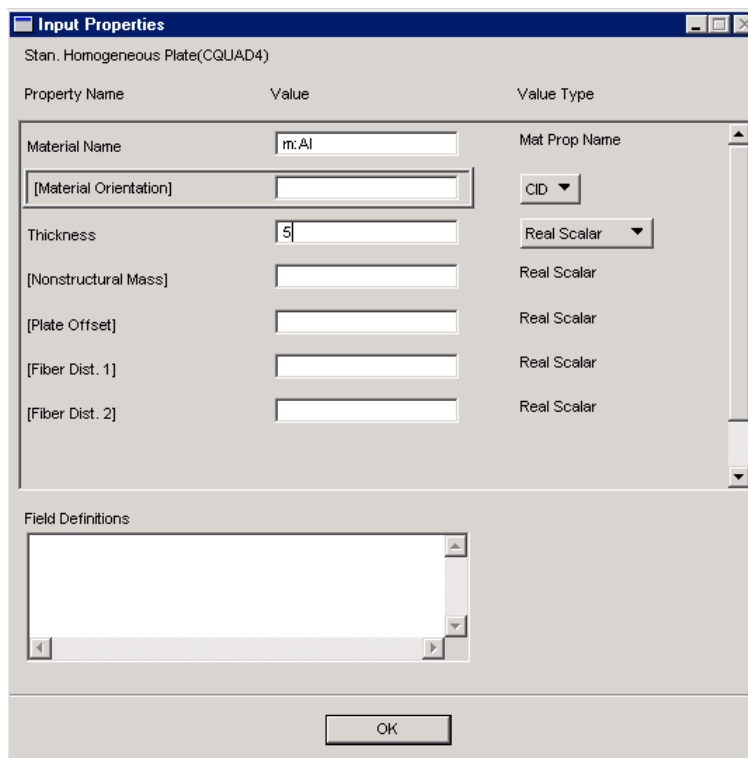 Input Properties
Stan. Homogeneous Plate(CQUAD4)
Property Name Value Value Type
Material Name m:Al Mat Prop Name
[Material Orientation] CID
Thickness 5 Real Scalar
[Nonstructural Mass] Real Scalar
[Plate Offset] Real Scalar
[Fiber Dist. 1] Real Scalar
[Fiber Dist. 2] Real Scalar
Field Definitions
OK